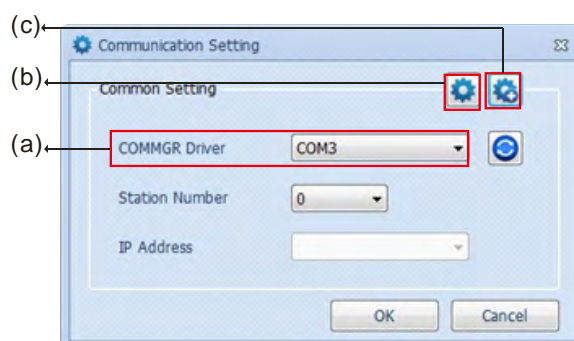 (c)
Communication Setting
(b)
Common Setting
(a)
COMMGR Driver COM3
Station Number 0
IP Address
OK Cancel